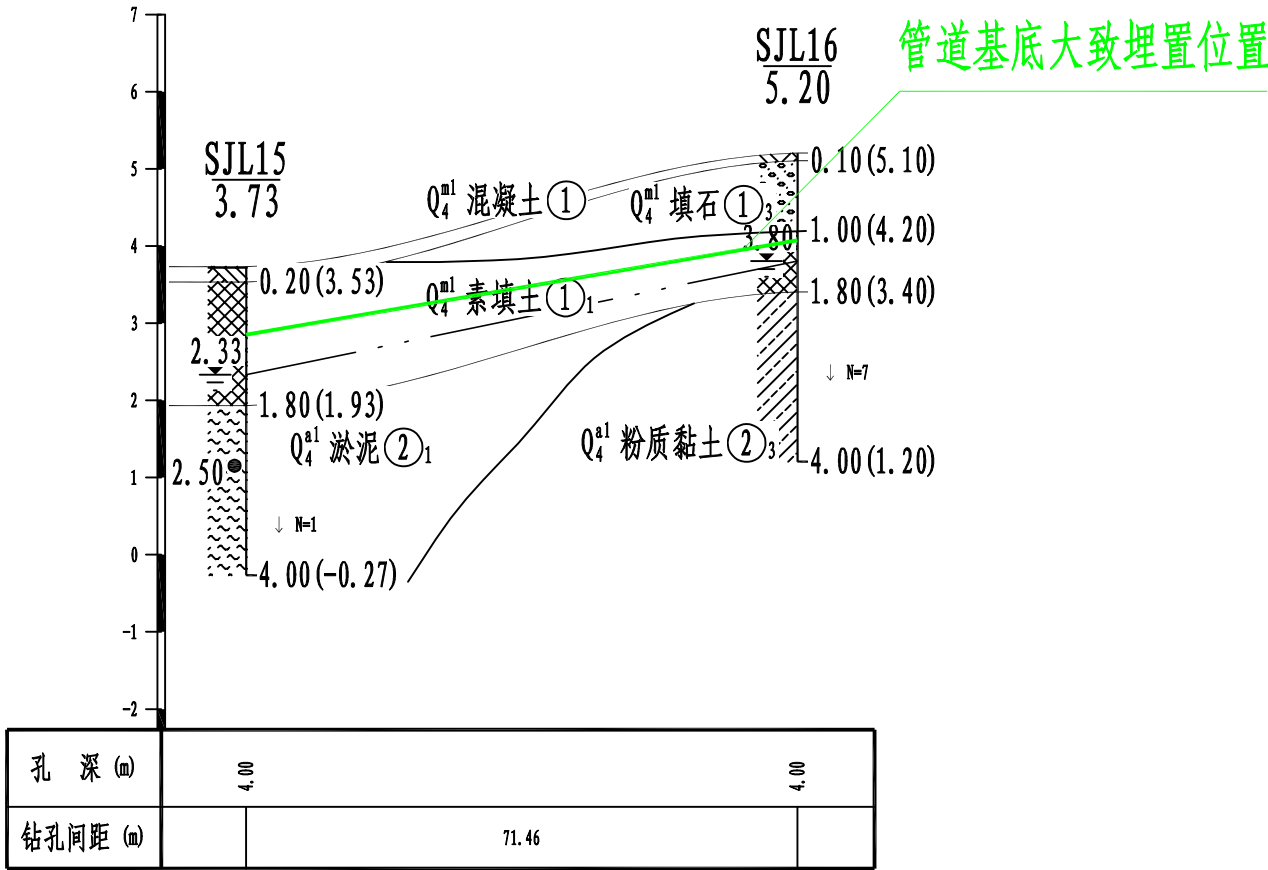 7
管道基底大致埋置位置
SJL16
5.20
6
SJL15
3.73
5
0.10(5.10)
Q₄ᵐˡ 混凝土①
Q₄ᵐˡ 填石①₃
4
3.80
1.00(4.20)
0.20(3.53)
Q₄ᵐˡ 素填土①₁
1.80(3.40)
3
2.33
N=7
2
1.80(1.93)
Q₄ᵃˡ 淤泥②₁
Q₄ᵃˡ 粉质黏土②₃
2.50
1
4.00(1.20)
N=1
0
4.00(-0.27)
-1
-2
孔 深 (m)
4.00
4.00
钻孔间距 (m)
71.46